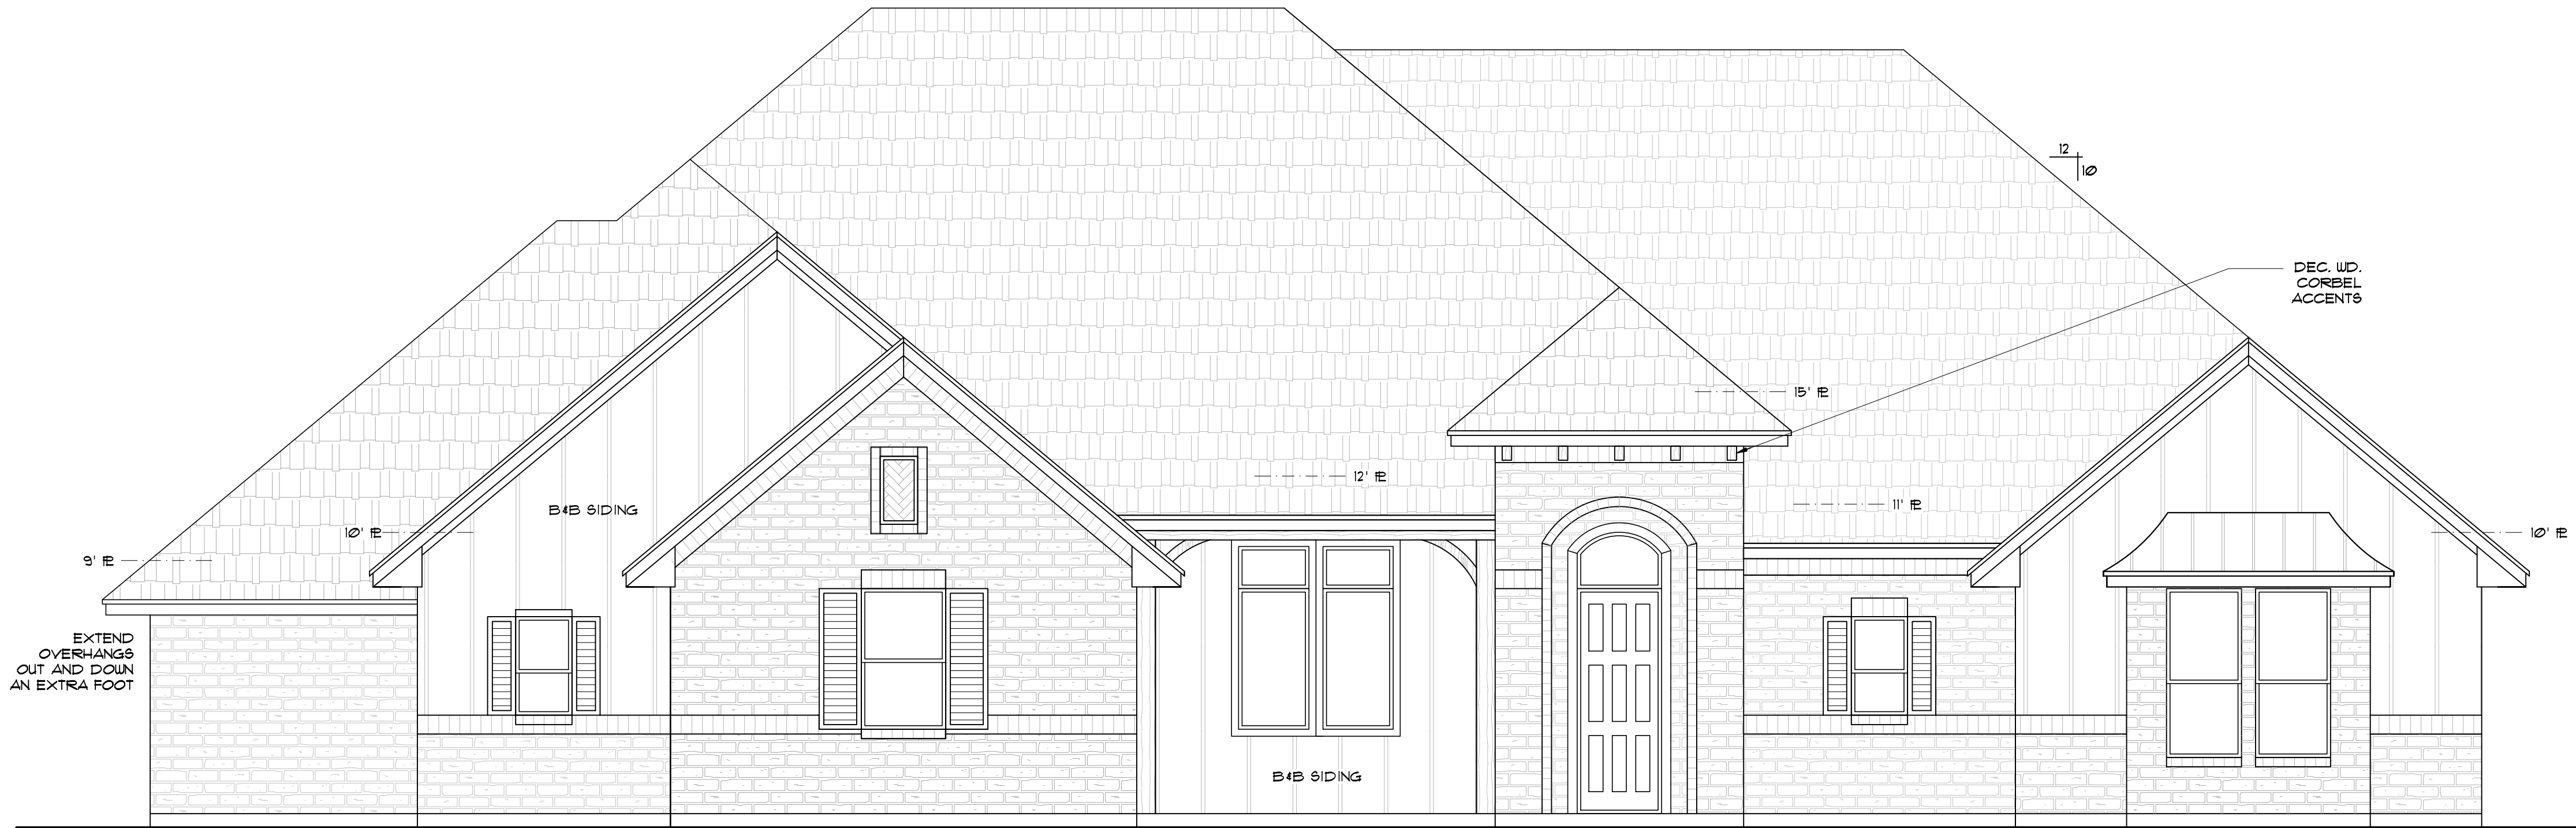 12
10
DEC. WD.
CORBEL
ACCENTS
15' PL
12' PL
11' PL
B&B SIDING
10' PL
10' PL
9' PL
EXTEND
OVERHANGS
OUT AND DOWN
AN EXTRA FOOT
B&B SIDING